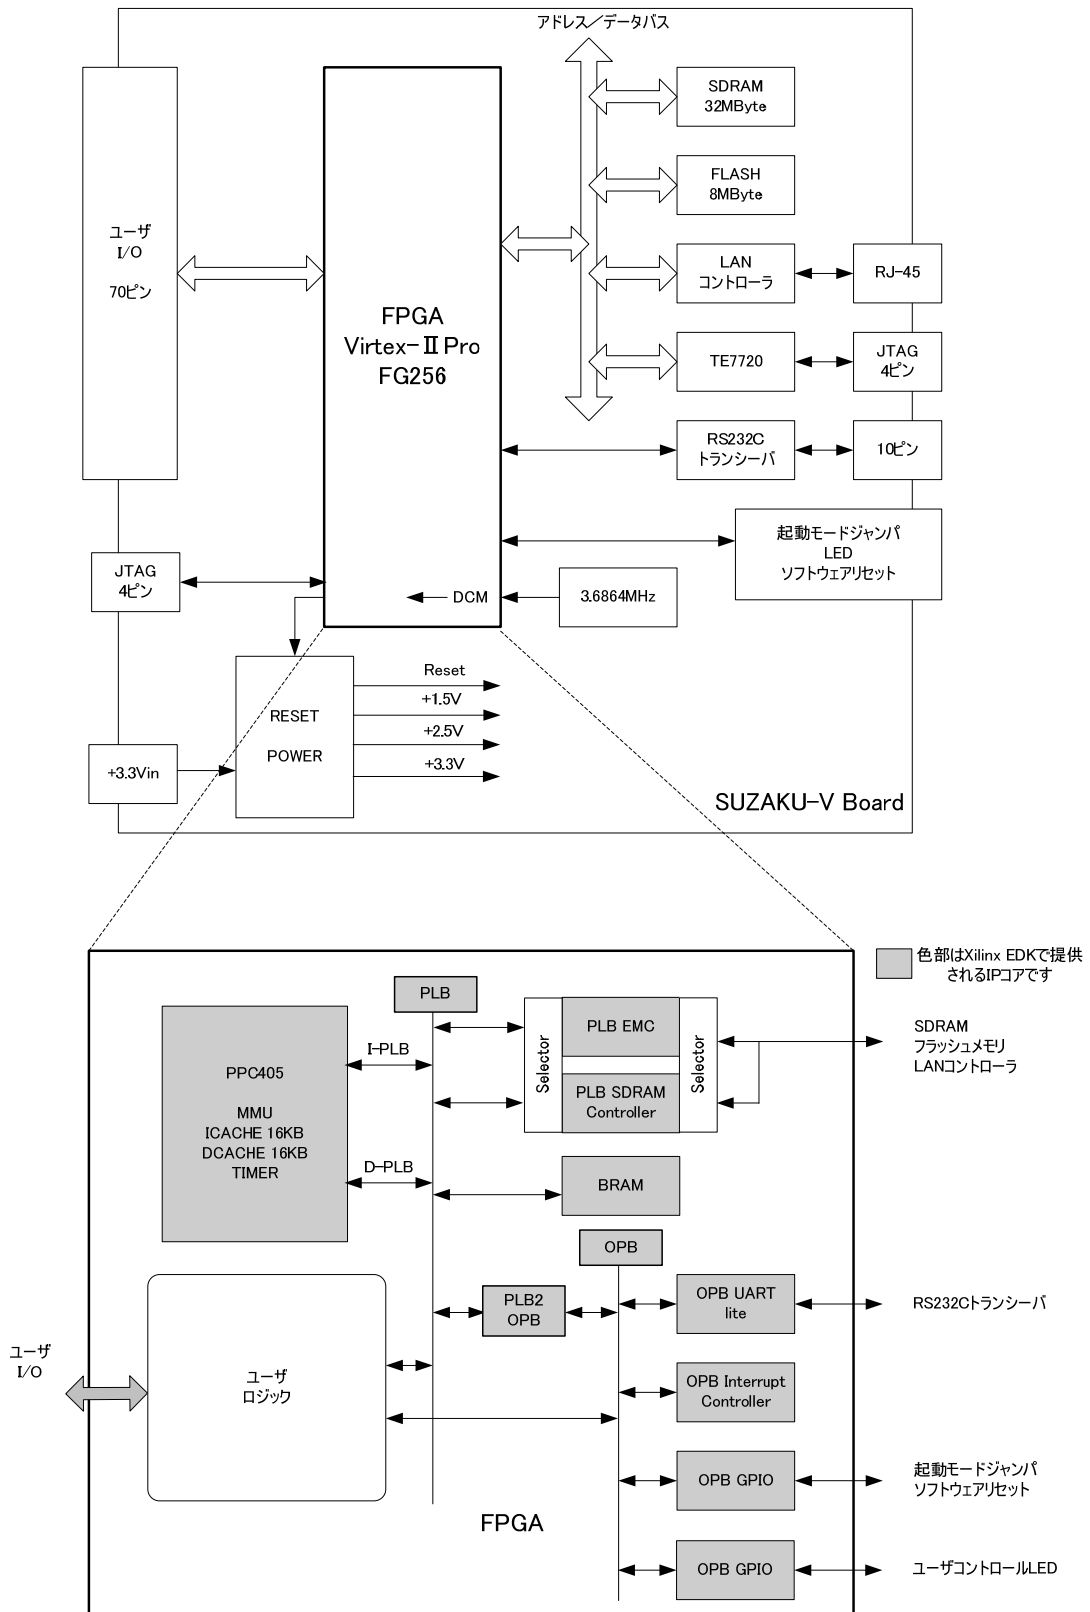 アドレス／データバス
SDRAM
32MByte
FLASH
8MByte
ユーザ
I/O
70ピン
LAN
コントローラ
RJ-45
FPGA
Virtex-ⅡPro
FG256
TE7720
JTAG
4ピン
RS232C
トランシーバ
10ピン
起動モードジャンパ
LED
ソフトウェアリセット
JTAG
4ピン
DCM
3.6864MHz
RESET
POWER
Reset
+1.5V
+2.5V
+3.3V
+3.3Vin
SUZAKU-V Board
色部はXilinx EDKで提供
されるIPコアです
PLB
PPC405
MMU
ICACHE 16KB
DCACHE 16KB
TIMER
I-PLB
D-PLB
Selector
PLB EMC
PLB SDRAM
Controller
Selector
SDRAM
フラッシュメモリ
LANコントローラ
BRAM
OPB
PLB2
OPB
OPB UART
lite
RS232Cトランシーバ
ユーザ
I/O
ユーザ
ロジック
OPB Interrupt
Controller
OPB GPIO
起動モードジャンパ
ソフトウェアリセット
FPGA
OPB GPIO
ユーザコントロールLED